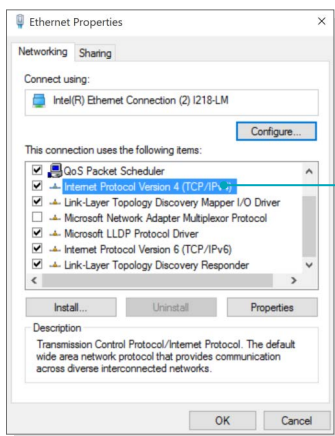 Ethernet Properties
Networking Sharing
Connect using:
Intel(R) Ethernet Connection (2) I218-LM
Configure...
This connection uses the following items:
QoS Packet Scheduler
Internet Protocol Version 4 (TCP/IPv4)
Link-Layer Topology Discovery Mapper I/O Driver
Microsoft Network Adapter Multiplexor Protocol
Microsoft LLDP Protocol Driver
Internet Protocol Version 6 (TCP/IPv6)
Link-Layer Topology Discovery Responder
Install... Uninstall Properties
Description
Transmission Control Protocol/Internet Protocol. The default
wide area network protocol that provides communication
across diverse interconnected networks.
OK Cancel